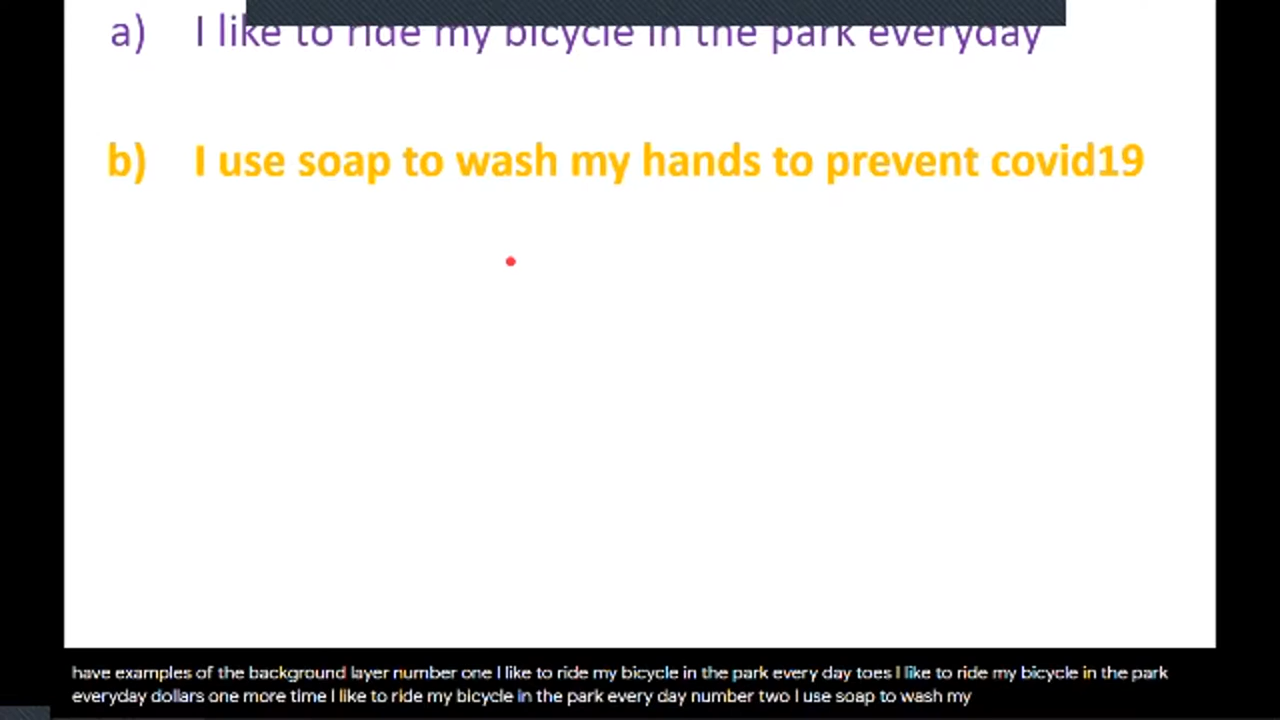 a) I like to ride my bicycle in the park everyday
b) I use soap to wash my hands to prevent covid19
have examples of the background layer number one I like to ride my bicycle in the park every day toes I like to ride my bicycle in the park
everyday dollars one more time I like to ride my bicycle in the park every day number two I use soap to wash my